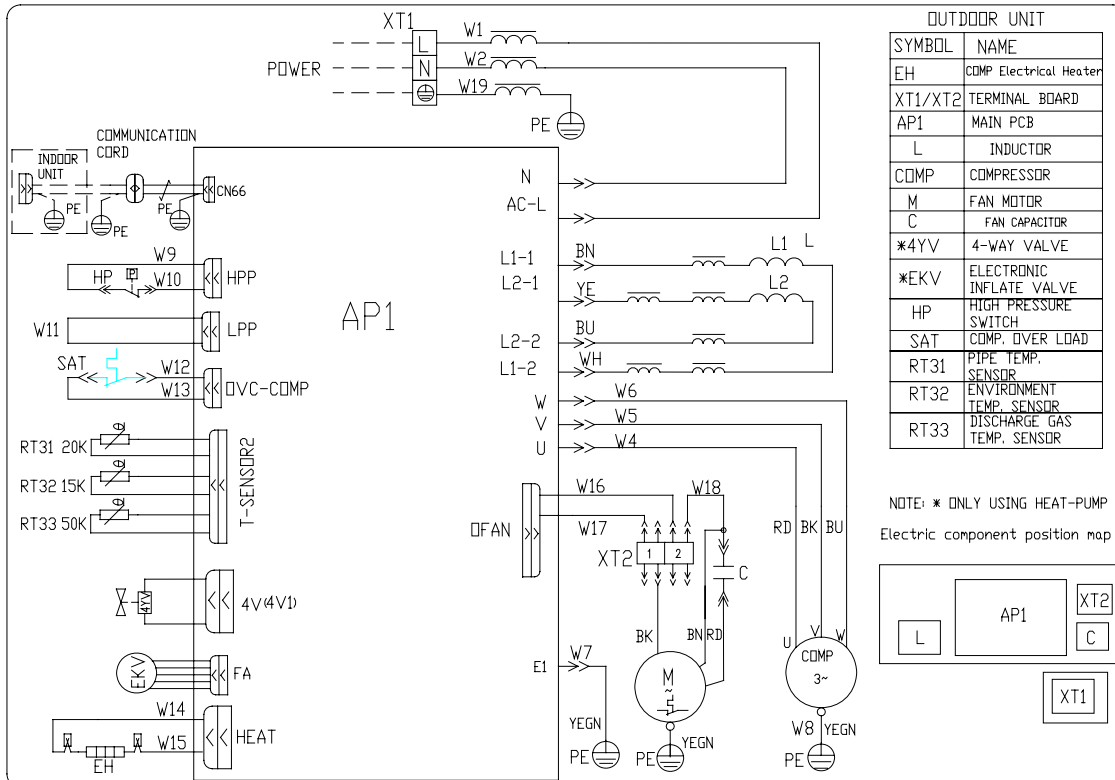 XT1
L
N
POWER
W1
W2
W19
PE
COMMUNICATION
CORD
INDOOR
UNIT
PE
PE
PE
CN66
N
AC-L
W9
HP
P
W10
HPP
W11
LPP
SAT
W12
W13
OVC-COMP
RT31 20K
RT32 15K
RT33 50K
θ
θ
θ
T-SENSOR2
4YV
4V(4V1)
EKV
FA
W14
W15
EH
HEAT
AP1
L1-1
BN
L1
L
L2-1
YE
L2
BU
L2-2
WH
L1-2
W
W6
V
W5
U
W4
W16
W18
OFAN
W17
XT2
1
2
C
RD
BK
BU
BK
BN
RD
E1
W7
YEGN
PE
M
~
PE
YEGN
U
V
W
COMP
3~
W8
YEGN
PE
OUTDOOR UNIT
SYMBOL NAME
EH COMP Electrical Heater
XT1/XT2 TERMINAL BOARD
AP1 MAIN PCB
L INDUCTOR
COMP COMPRESSOR
M FAN MOTOR
C FAN CAPACITOR
*4YV 4-WAY VALVE
*EKV ELECTRONIC
INFLATE VALVE
HP HIGH PRESSURE
SWITCH
SAT COMP. OVER LOAD
RT31 PIPE TEMP.
SENSOR
RT32 ENVIRONMENT
TEMP. SENSOR
RT33 DISCHARGE GAS
TEMP. SENSOR
NOTE: * ONLY USING HEAT-PUMP
Electric component position map
L
AP1
XT2
C
XT1